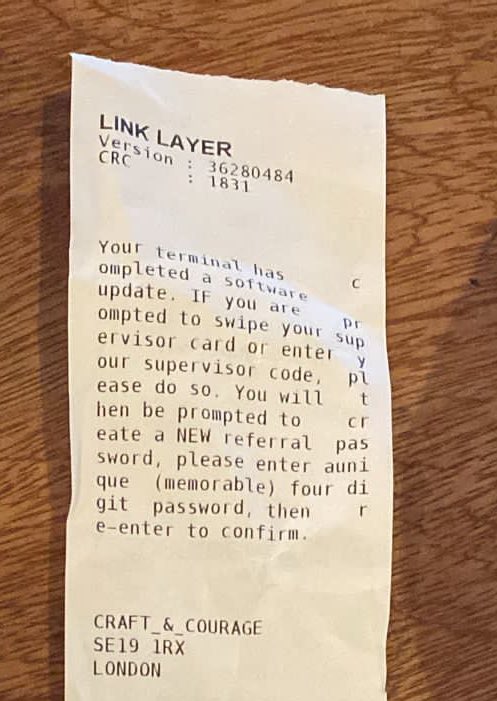 LINK LAYER
Version : 36280484
CRC : 1831
Your terminal has c
ompleted a software
update. IF you are pr
ompted to swipe your sup
ervisor card or enter y
our supervisor code, pl
ease do so. You will t
hen be prompted to cr
eate a NEW referral pas
sword, please enter auni
que (memorable) four di
git password, then r
e-enter to confirm.
CRAFT_&_COURAGE
SE19 1RX
LONDON